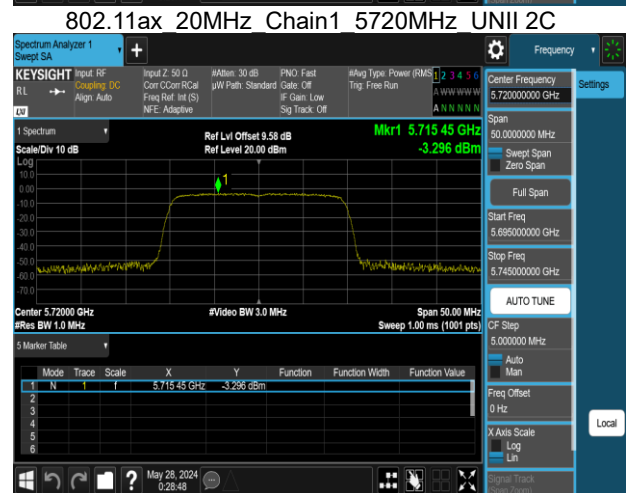 802.11ax_20MHz_Chain1_5720MHz_UNII 2C
Spectrum Analyzer 1
Swept SA
Frequency
KEYSIGHT
RL
LXI
Input: RF
Coupling: DC
Align: Auto
Input Z: 50 Ω
Corr CCorr RCal
Freq Ref: Int (S)
NFE: Adaptive
#Atten: 30 dB
µW Path: Standard
PNO: Fast
Gate: Off
IF Gain: Low
Sig Track: Off
#Avg Type: Power (RMS)
Trig: Free Run
1 2 3 4 5 6
A W W W W W
A N N N N N
1 Spectrum
Scale/Div 10 dB
Ref Lvl Offset 9.58 dB
Ref Level 20.00 dBm
Mkr1 5.715 45 GHz
-3.296 dBm
Log
10.0
0.00
-10.0
-20.0
-30.0
-40.0
-50.0
-60.0
-70.0
1
Center 5.72000 GHz
#Res BW 1.0 MHz
#Video BW 3.0 MHz
Span 50.00 MHz
Sweep 1.00 ms (1001 pts)
5 Marker Table
Mode Trace Scale X Y Function Function Width Function Value
1 N 1 f 5.715 45 GHz -3.296 dBm
2
3
4
5
6
May 28, 2024
0:28:48
Center Frequency
5.720000000 GHz
Span
50.0000000 MHz
Swept Span
Zero Span
Full Span
Start Freq
5.695000000 GHz
Stop Freq
5.745000000 GHz
AUTO TUNE
CF Step
5.000000 MHz
Auto
Man
Freq Offset
0 Hz
X Axis Scale
Log
Lin
Signal Track
(Span Zoom)
Settings
Local